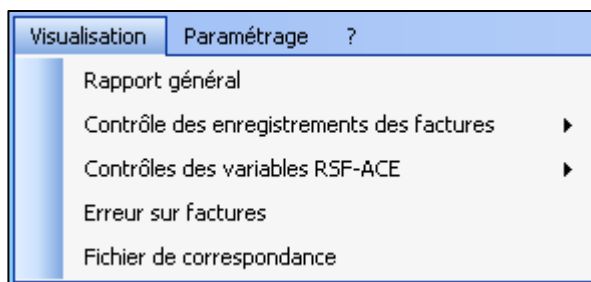 Visualisation Paramétrage ?
Rapport général
Contrôle des enregistrements des factures
Contrôles des variables RSF-ACE
Erreur sur factures
Fichier de correspondance